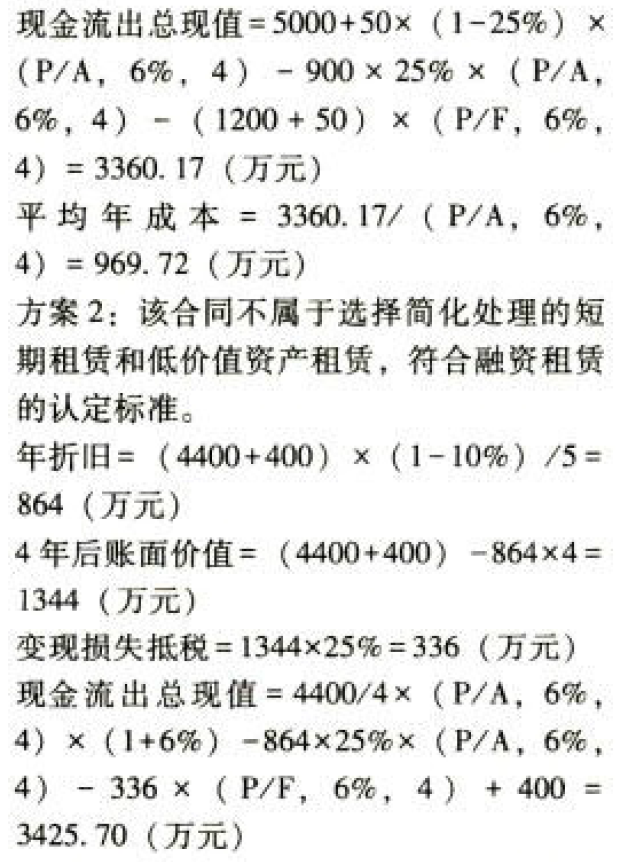 现金流出总现值=5000+50×（1-25%）×
（P/A，6%，4）-900×25%×（P/A，
6%，4）-（1200+50）×（P/F，6%，
4）=3360.17（万元）
平均年成本=3360.17/（P/A，6%，
4）=969.72（万元）
方案2：该合同不属于选择简化处理的短
期租赁和低价值资产租赁，符合融资租赁
的认定标准。
年折旧=（4400+400）×（1-10%）/5=
864（万元）
4年后账面价值=（4400+400）-864×4=
1344（万元）
变现损失抵税=1344×25%=336（万元）
现金流出总现值=4400/4×（P/A，6%，
4）×（1+6%）-864×25%×（P/A，6%，
4）-336×（P/F，6%，4）+400=
3425.70（万元）